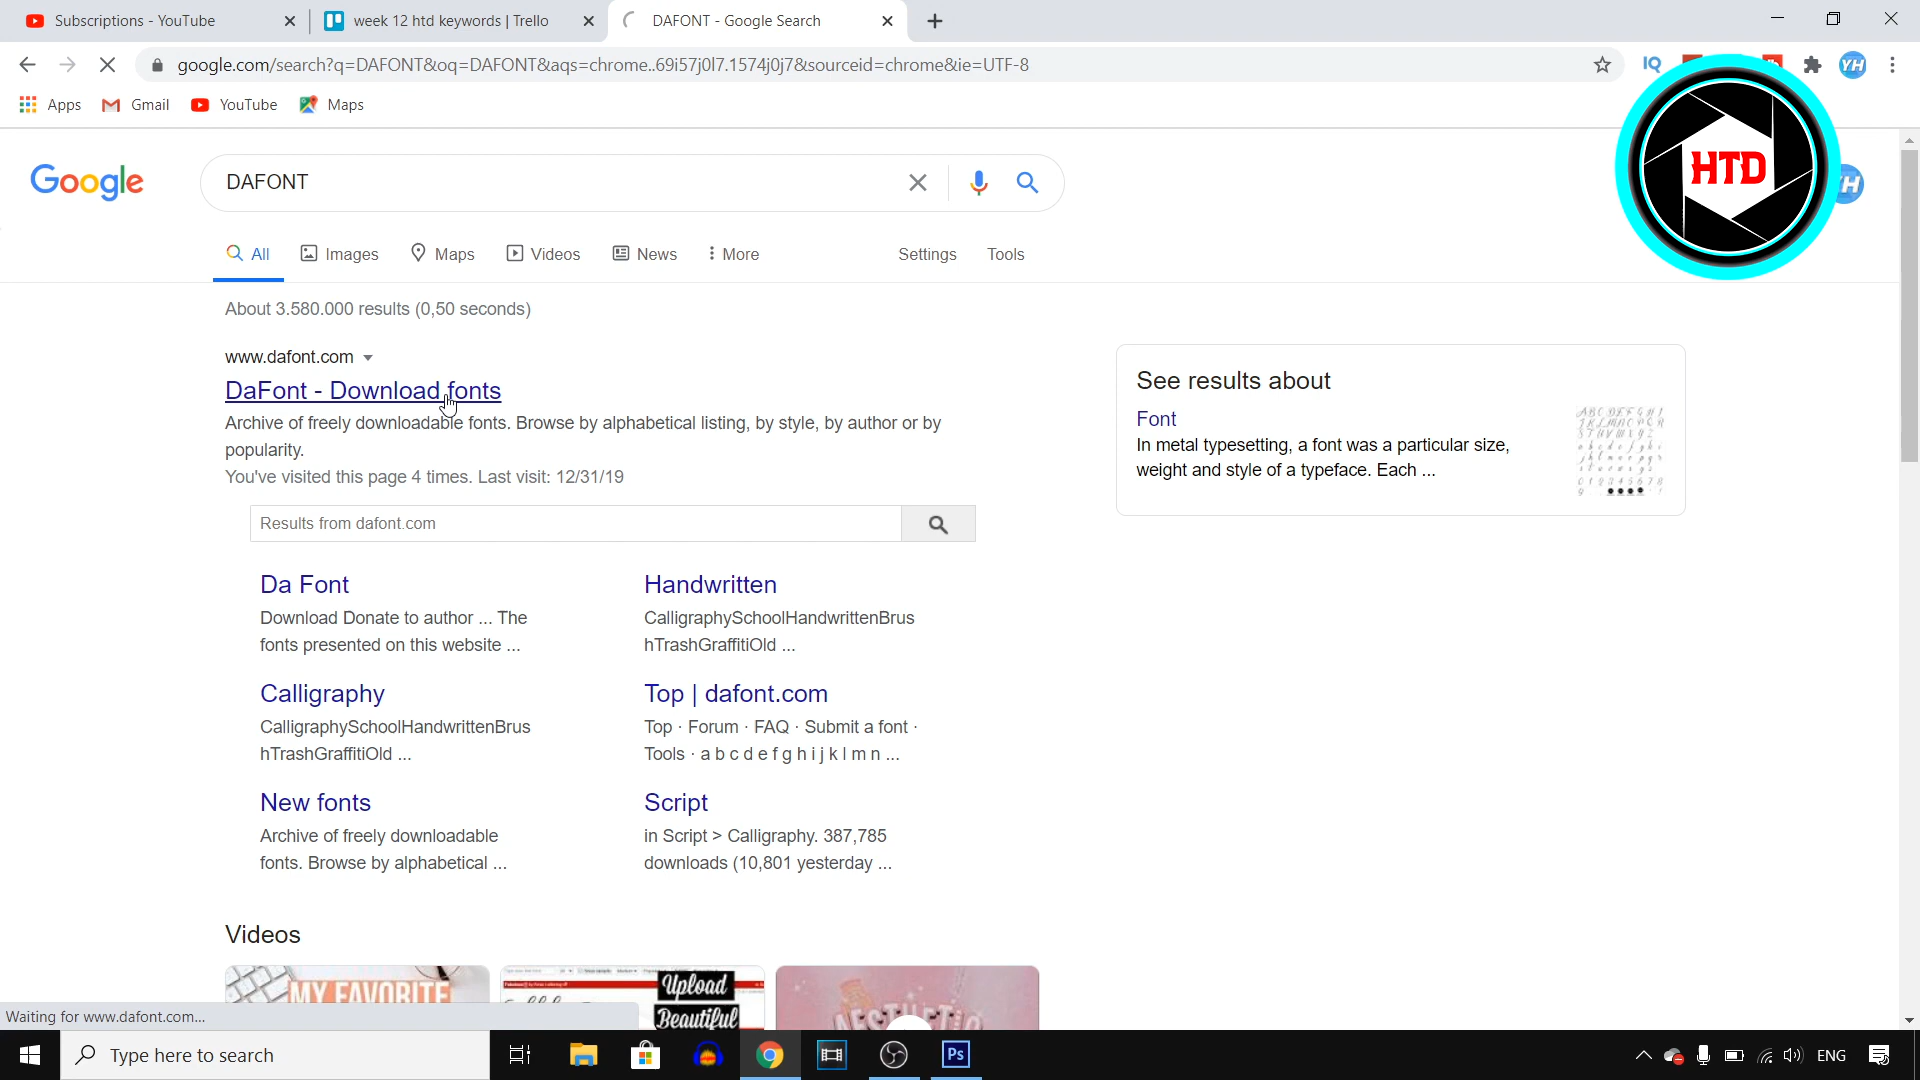 Subscriptions - YouTube
week 12 htd keywords | Trello
DAFONT - Google Search
google.com/search?q=DAFONT&oq=DAFONT&aqs=chrome..69i57j0l7.1574j0j7&sourceid=chrome&ie=UTF-8
IQ
YH
Apps
Gmail
YouTube
Maps
HTD
Google
DAFONT
All
Images
Maps
Videos
News
More
Settings
Tools
About 3.580.000 results (0,50 seconds)
www.dafont.com
DaFont - Download fonts
Archive of freely downloadable fonts. Browse by alphabetical listing, by style, by author or by
popularity.
You've visited this page 4 times. Last visit: 12/31/19
See results about
Font
In metal typesetting, a font was a particular size,
weight and style of a typeface. Each ...
Results from dafont.com
Da Font
Download Donate to author ... The
fonts presented on this website ...
Handwritten
CalligraphySchoolHandwrittenBrus
hTrashGraffitiOld ...
Calligraphy
CalligraphySchoolHandwrittenBrus
hTrashGraffitiOld ...
Top | dafont.com
Top · Forum · FAQ · Submit a font ·
Tools · a b c d e f g h i j k l m n ...
New fonts
Archive of freely downloadable
fonts. Browse by alphabetical ...
Script
in Script > Calligraphy. 387,785
downloads (10,801 yesterday ...
Videos
MY FAVORITE
Upload
Beautiful
AESTHETIC
Waiting for www.dafont.com...
Type here to search
Ps
ENG